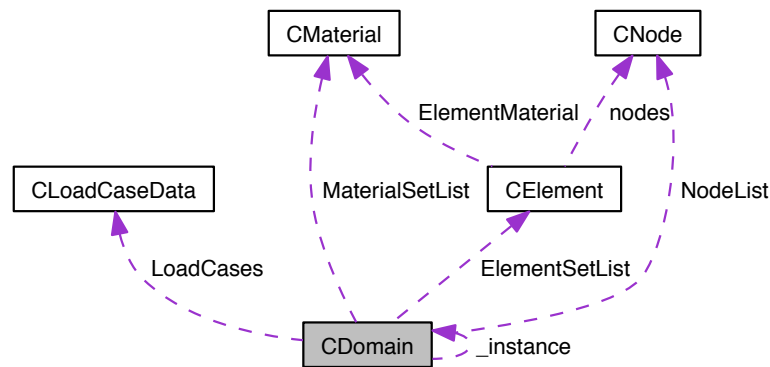 CMaterial
CNode
ElementMaterial
nodes
CLoadCaseData
MaterialSetList
CElement
NodeList
LoadCases
ElementSetList
CDomain
_instance